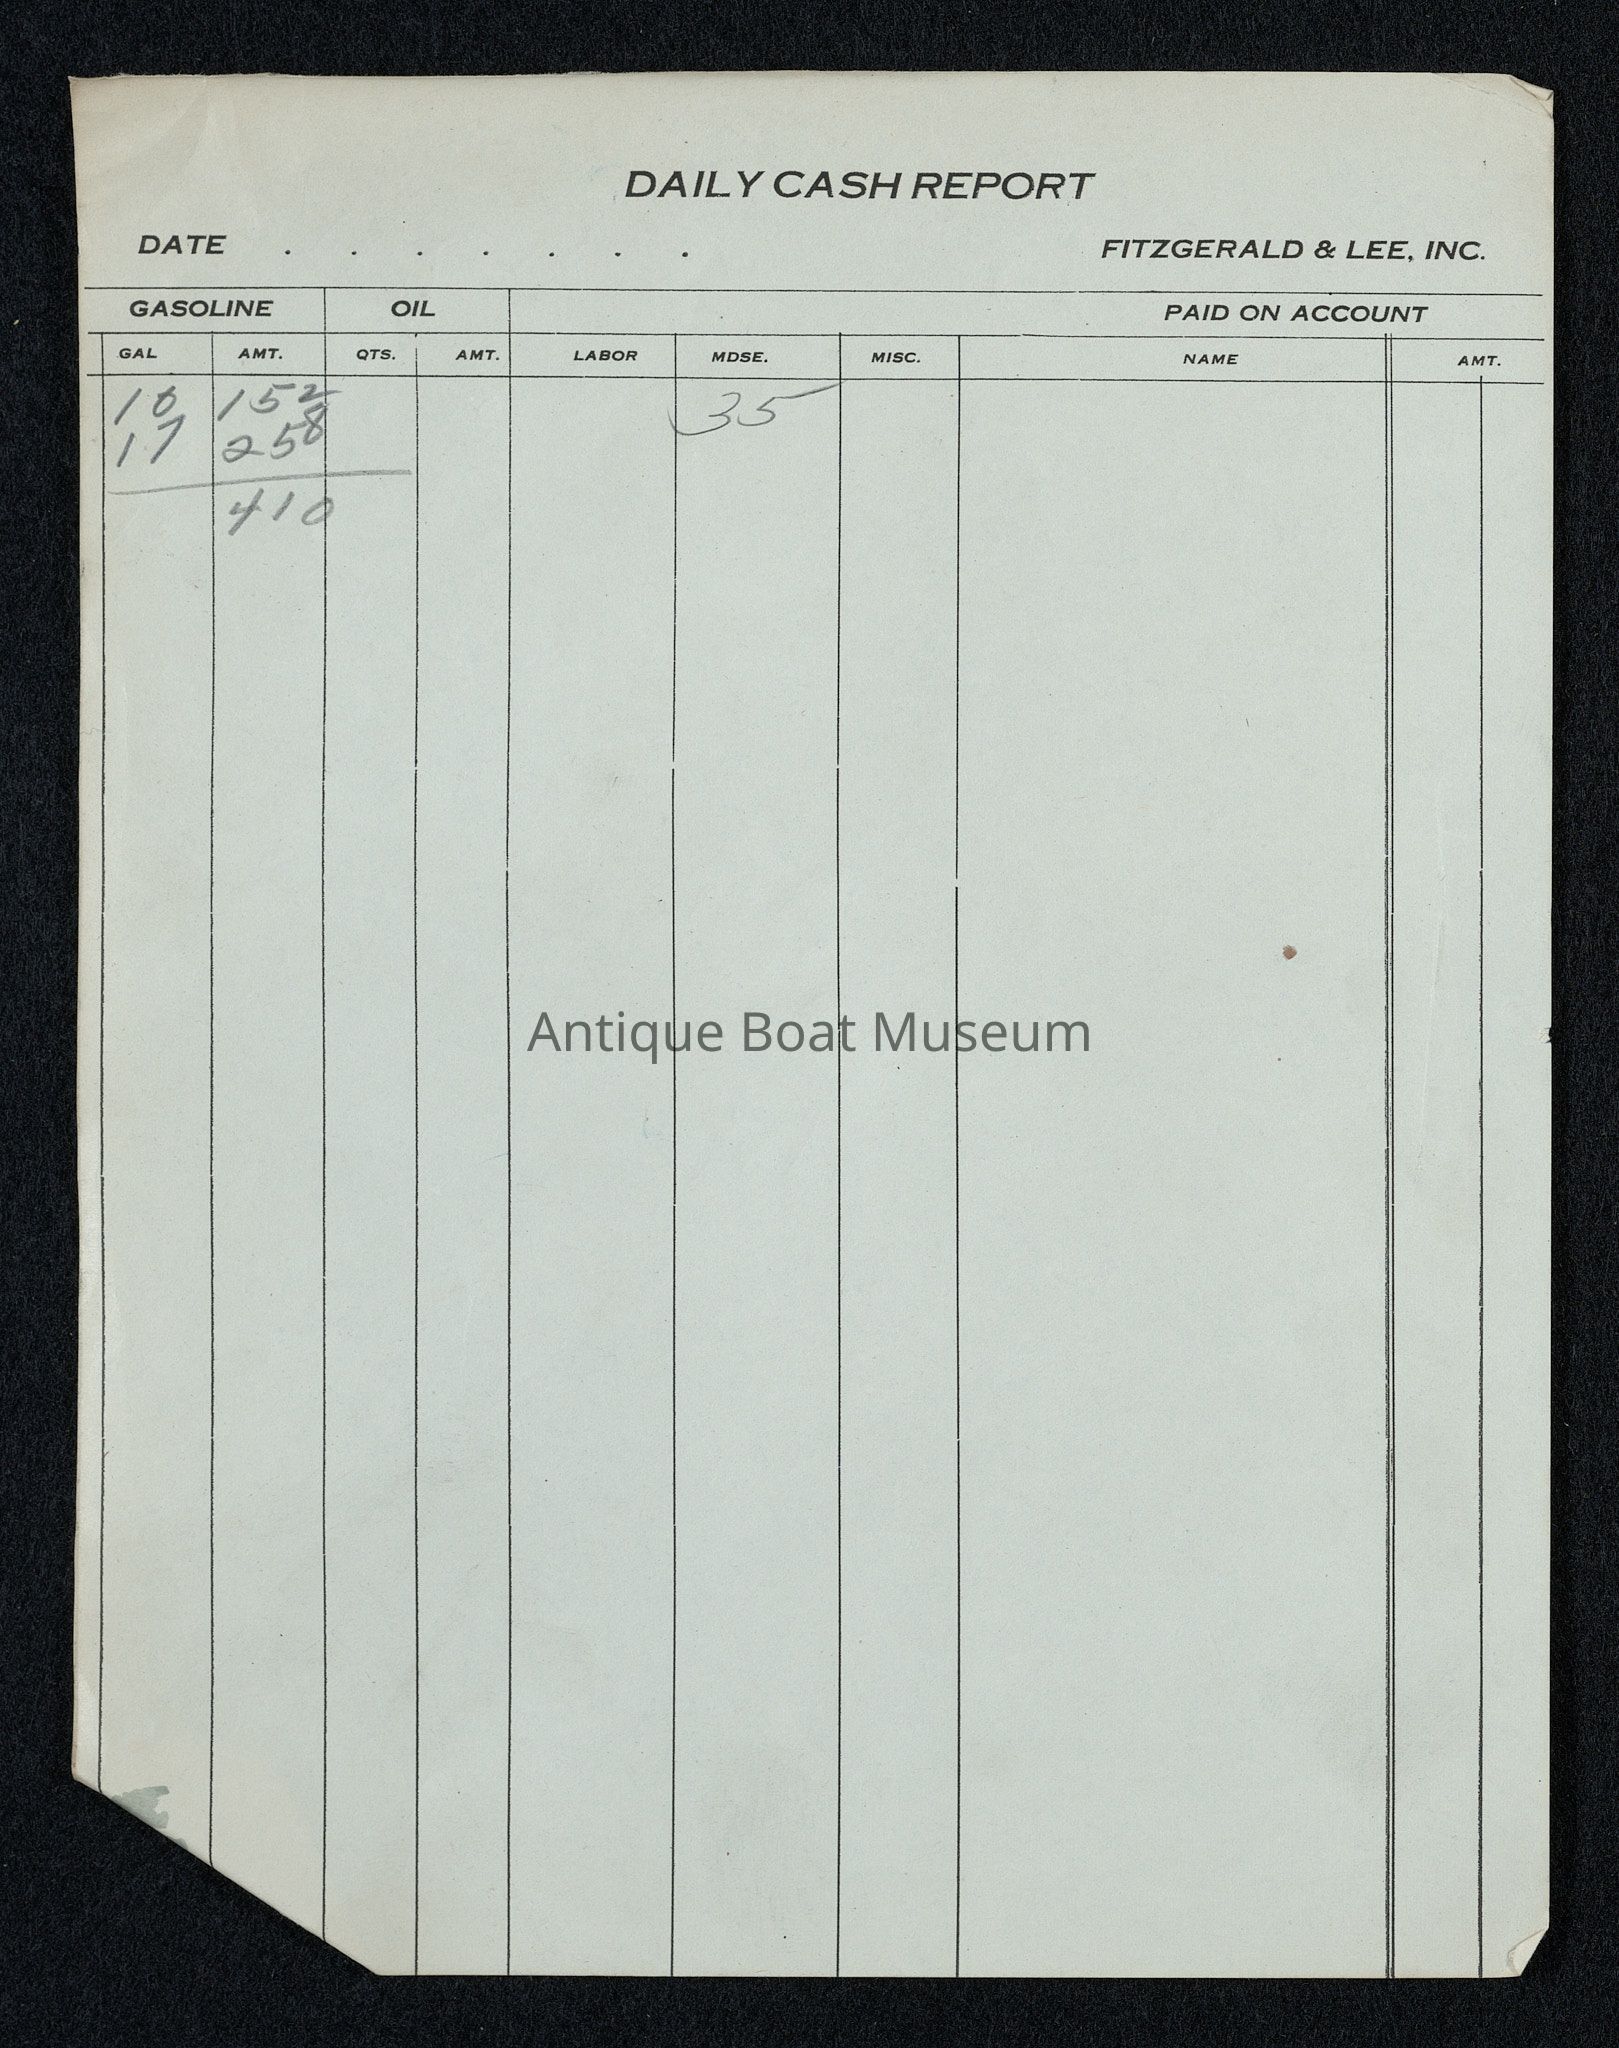 DAILY CASH REPORT
DATE . . . . . . . FITZGERALD & LEE, INC.
GASOLINE OIL PAID ON ACCOUNT
GAL AMT. QTS. AMT. LABOR MDSE. MISC. NAME AMT.
10 152 35
17 258
410
Antique Boat Museum